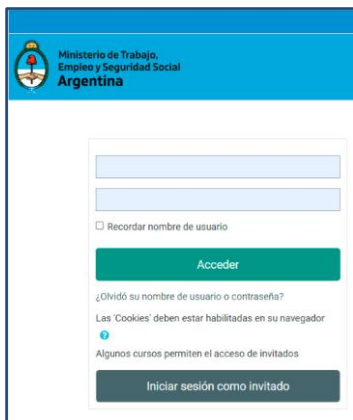 Ministerio de Trabajo,
Empleo y Seguridad Social
Argentina
Recordar nombre de usuario
Acceder
¿Olvidó su nombre de usuario o contraseña?
Las 'Cookies' deben estar habilitadas en su navegador
?
Algunos cursos permiten el acceso de invitados
Iniciar sesión como invitado